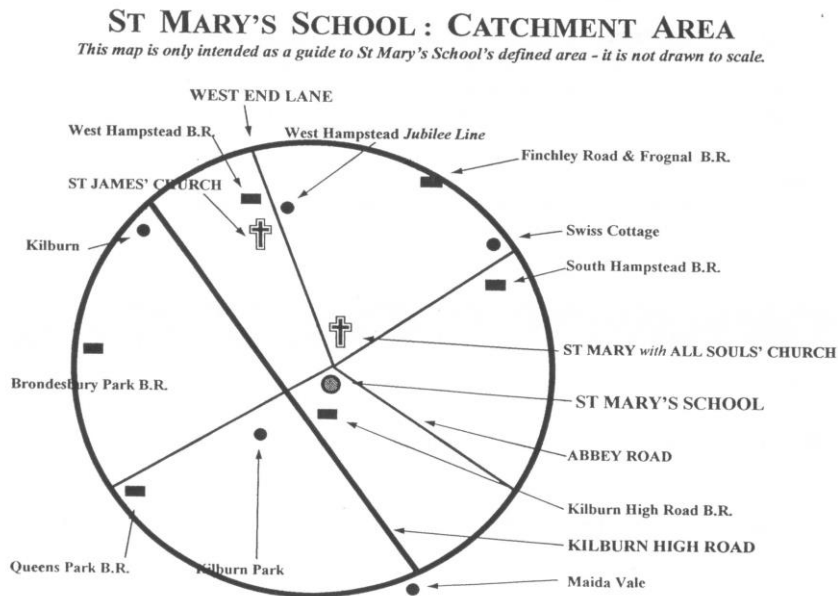 ST MARY'S SCHOOL : CATCHMENT AREA
This map is only intended as a guide to St Mary's School's defined area - it is not drawn to scale.
WEST END LANE
West Hampstead B.R.
West Hampstead Jubilee Line
Finchley Road & Frognal B.R.
ST JAMES' CHURCH
Swiss Cottage
Kilburn
South Hampstead B.R.
ST MARY with ALL SOULS' CHURCH
Brondesbury Park B.R.
ST MARY'S SCHOOL
ABBEY ROAD
Kilburn High Road B.R.
KILBURN HIGH ROAD
Queens Park B.R.
Kilburn Park
Maida Vale